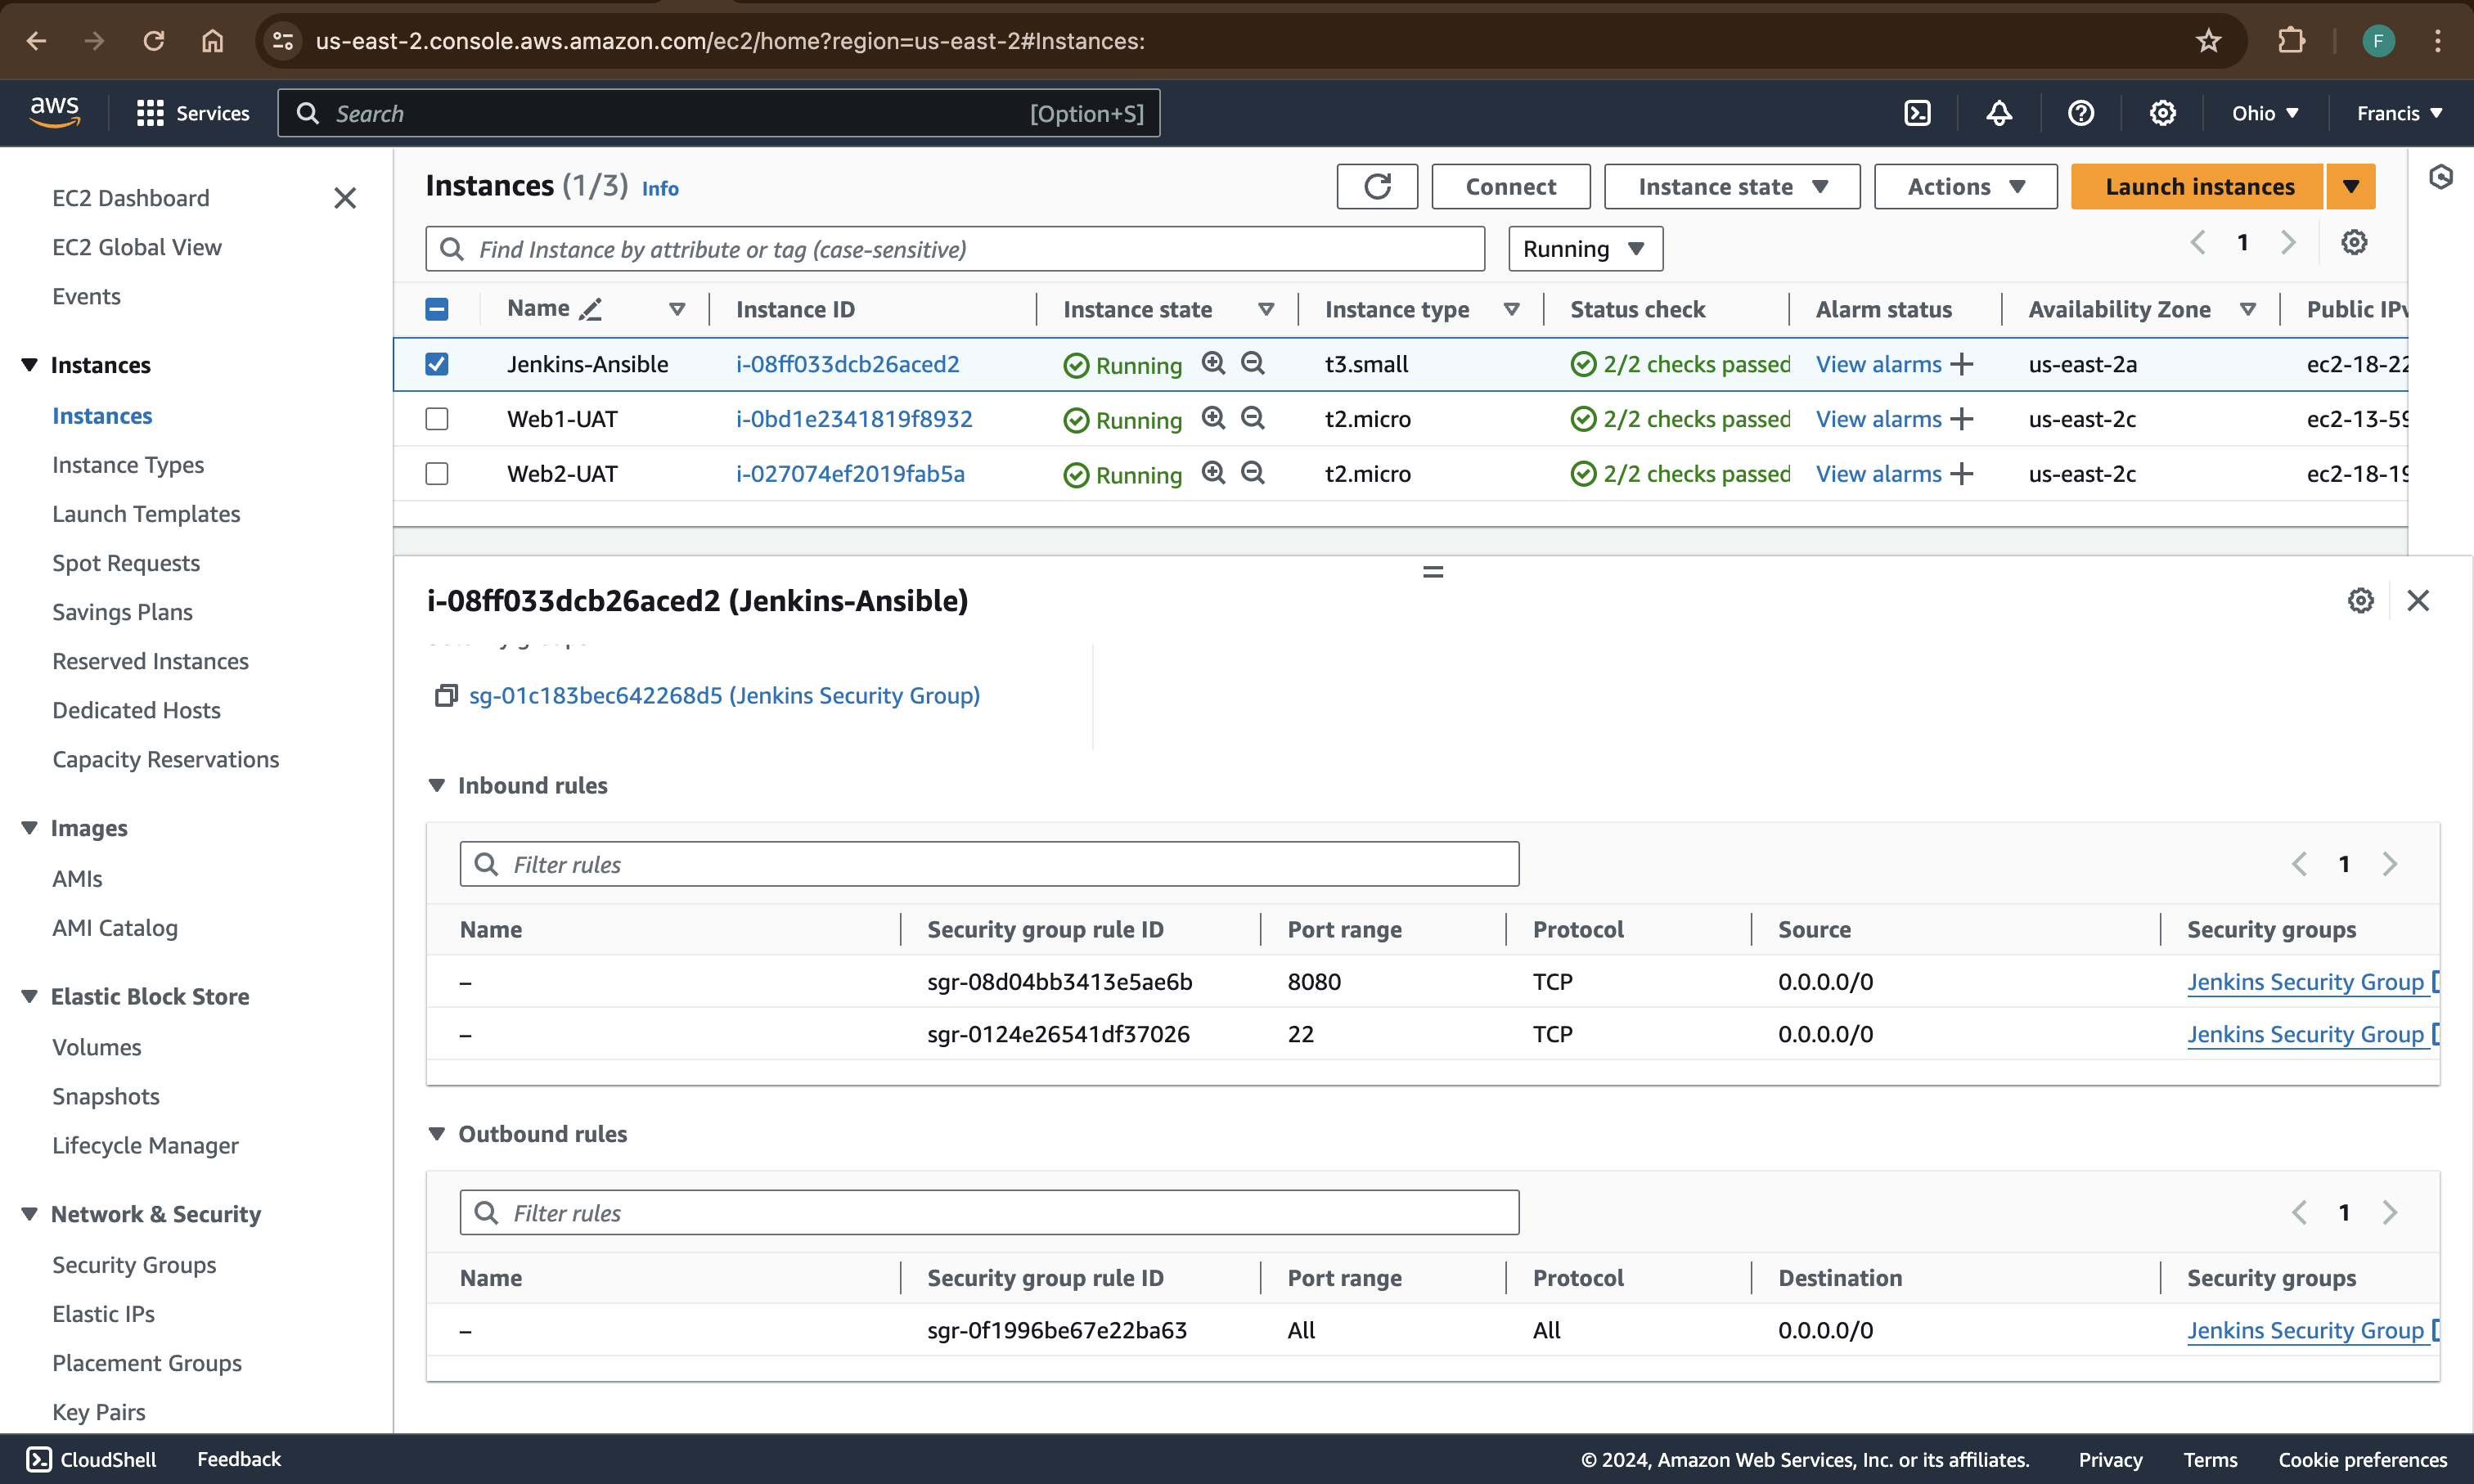 us-east-2.console.aws.amazon.com/ec2/home?region=us-east-2#Instances:
F
aws
Services
Search
[Option+S]
Ohio
Francis
EC2 Dashboard
EC2 Global View
Events
Instances
Instances
Instance Types
Launch Templates
Spot Requests
Savings Plans
Reserved Instances
Dedicated Hosts
Capacity Reservations
Images
AMIs
AMI Catalog
Elastic Block Store
Volumes
Snapshots
Lifecycle Manager
Network & Security
Security Groups
Elastic IPs
Placement Groups
Key Pairs
Instances (1/3) Info
Connect
Instance state
Actions
Launch instances
Find Instance by attribute or tag (case-sensitive)
Running
1
Name Instance ID Instance state Instance type Status check Alarm status Availability Zone Public IPv
Jenkins-Ansible i-08ff033dcb26aced2 Running t3.small 2/2 checks passed View alarms us-east-2a ec2-18-22
Web1-UAT i-0bd1e2341819f8932 Running t2.micro 2/2 checks passed View alarms us-east-2c ec2-13-59
Web2-UAT i-027074ef2019fab5a Running t2.micro 2/2 checks passed View alarms us-east-2c ec2-18-19
i-08ff033dcb26aced2 (Jenkins-Ansible)
sg-01c183bec642268d5 (Jenkins Security Group)
Inbound rules
Filter rules
1
Name Security group rule ID Port range Protocol Source Security groups
– sgr-08d04bb3413e5ae6b 8080 TCP 0.0.0.0/0 Jenkins Security Group
– sgr-0124e26541df37026 22 TCP 0.0.0.0/0 Jenkins Security Group
Outbound rules
Filter rules
1
Name Security group rule ID Port range Protocol Destination Security groups
– sgr-0f1996be67e22ba63 All All 0.0.0.0/0 Jenkins Security Group
CloudShell
Feedback
© 2024, Amazon Web Services, Inc. or its affiliates.
Privacy
Terms
Cookie preferences